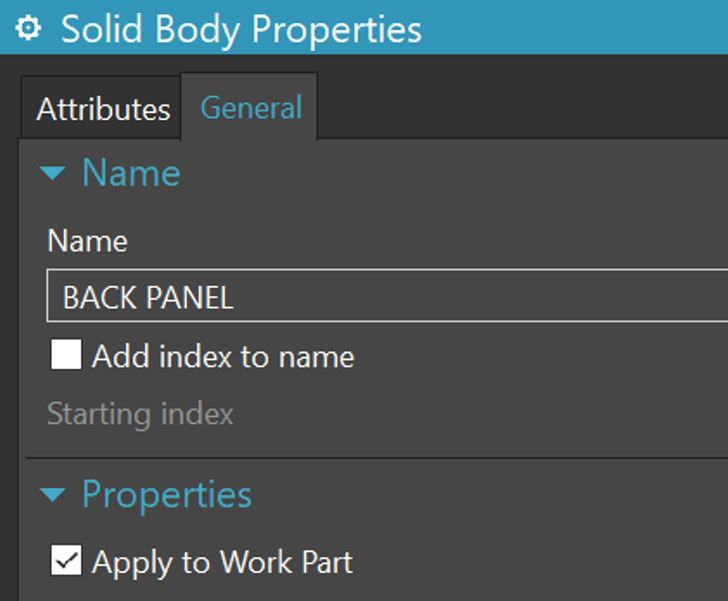 Solid Body Properties
Attributes General
Name
Name
BACK PANEL
Add index to name
Starting index
Properties
Apply to Work Part